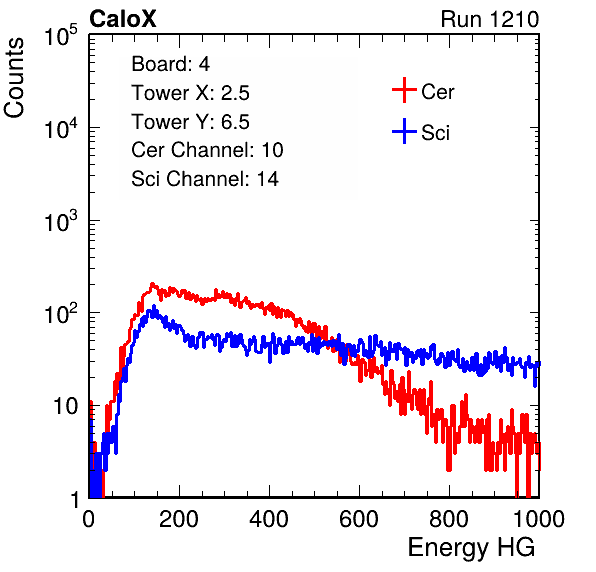 CaloX Run 1210
Counts
Board: 4
Tower X: 2.5
Tower Y: 6.5
Cer Channel: 10
Sci Channel: 14
Cer
Sci
10^5
10^4
10^3
10^2
10
1
0 200 400 600 800 1000
Energy HG